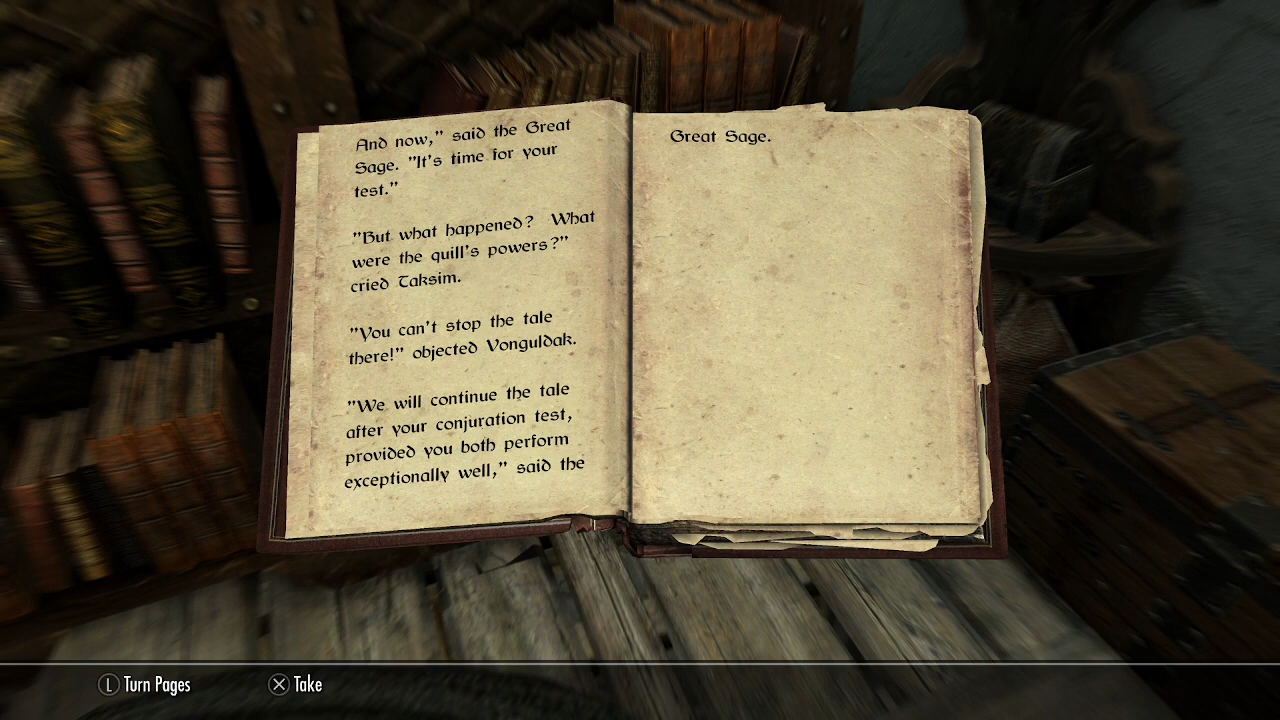 And now," said the Great
Sage. "It's time for your
test."
"But what happened?  What
were the quill's powers?"
cried Taksim.
"You can't stop the tale
there!" objected Vonguldak.
"We will continue the tale
after your conjuration test,
provided you both perform
exceptionally well," said the
Great Sage.
L Turn Pages
X Take